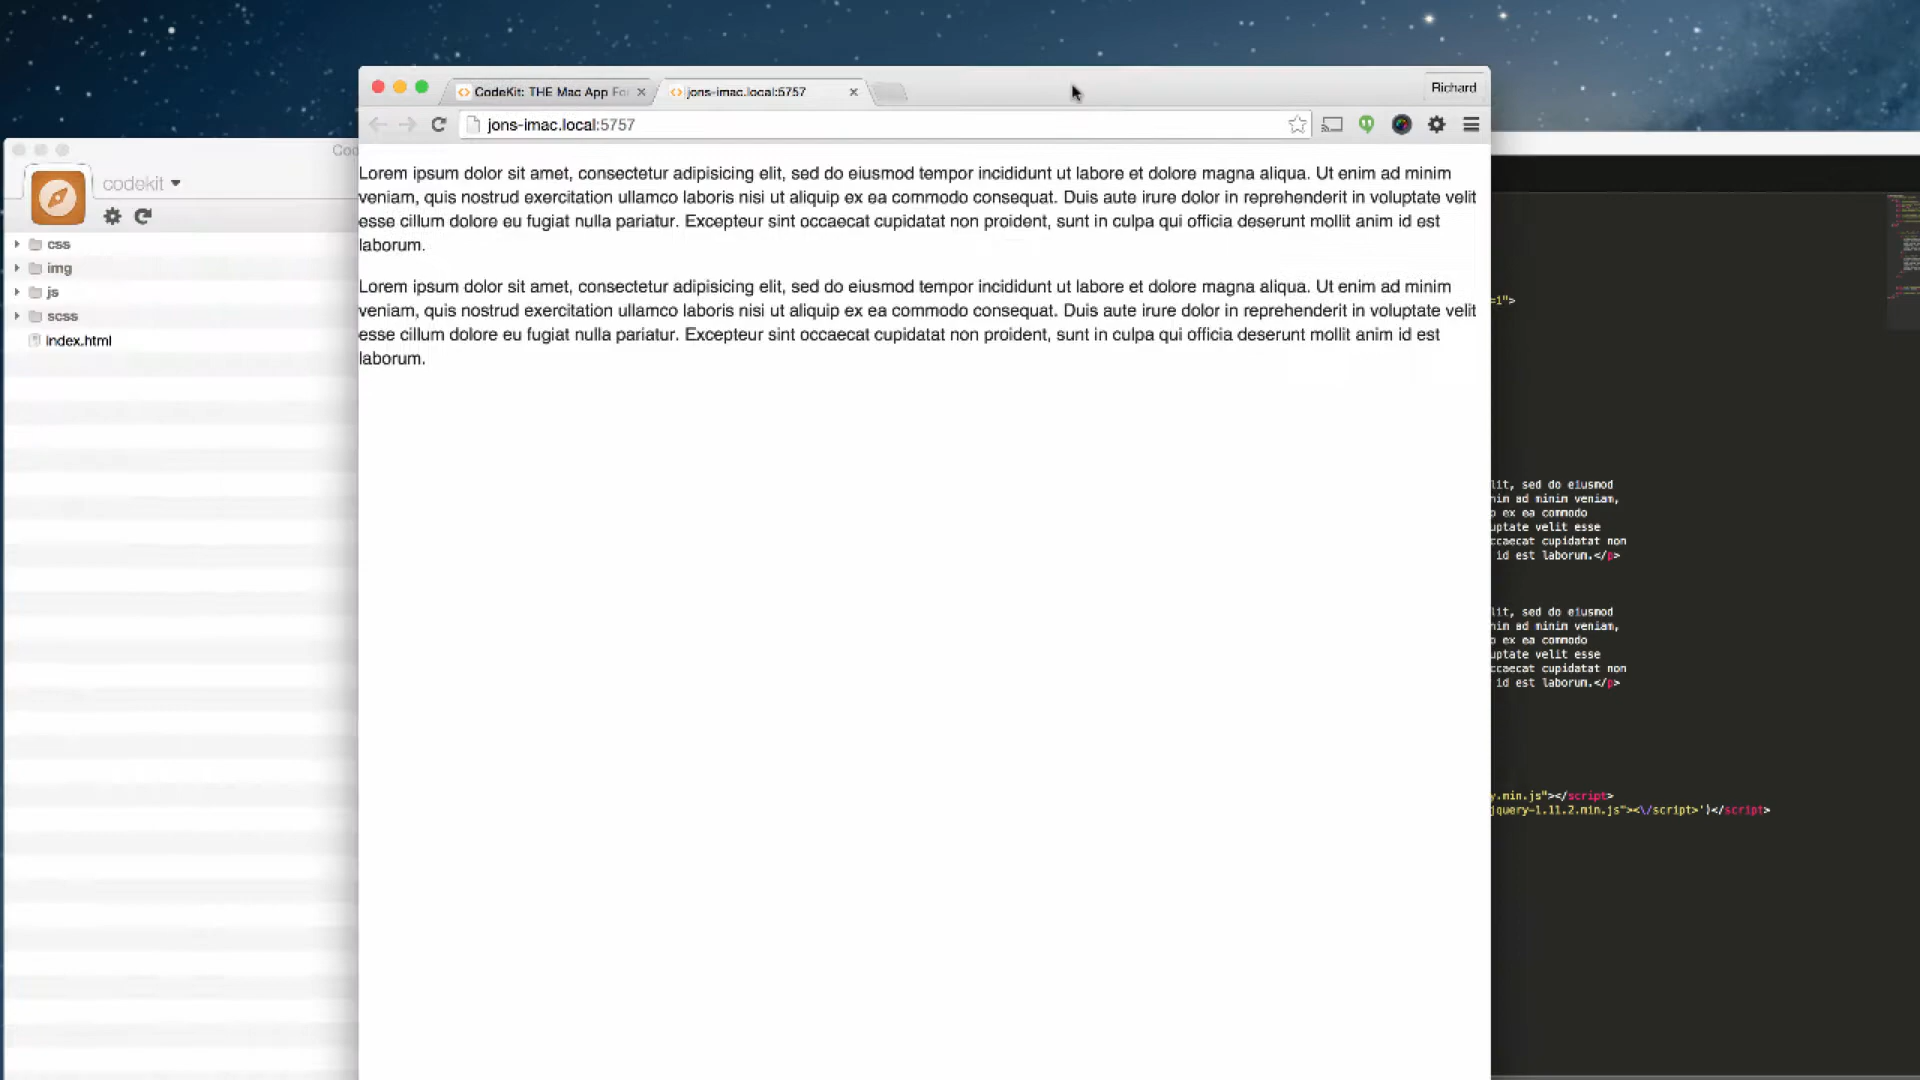 CodeKit: THE Mac App Fo
jons-imac.local:5757
Richard
jons-imac.local:5757
codekit
css
img
js
scss
index.html
Lorem ipsum dolor sit amet, consectetur adipisicing elit, sed do eiusmod tempor incididunt ut labore et dolore magna aliqua. Ut enim ad minim
veniam, quis nostrud exercitation ullamco laboris nisi ut aliquip ex ea commodo consequat. Duis aute irure dolor in reprehenderit in voluptate velit
esse cillum dolore eu fugiat nulla pariatur. Excepteur sint occaecat cupidatat non proident, sunt in culpa qui officia deserunt mollit anim id est
laborum.
Lorem ipsum dolor sit amet, consectetur adipisicing elit, sed do eiusmod tempor incididunt ut labore et dolore magna aliqua. Ut enim ad minim
veniam, quis nostrud exercitation ullamco laboris nisi ut aliquip ex ea commodo consequat. Duis aute irure dolor in reprehenderit in voluptate velit
esse cillum dolore eu fugiat nulla pariatur. Excepteur sint occaecat cupidatat non proident, sunt in culpa qui officia deserunt mollit anim id est
laborum.
=1">
lit, sed do eiusmod
nim ad minim veniam,
p ex ea commodo
uptate velit esse
ccaecat cupidatat non
id est laborum.</p>
lit, sed do eiusmod
nim ad minim veniam,
p ex ea commodo
uptate velit esse
ccaecat cupidatat non
id est laborum.</p>
y.min.js"></script>
jquery-1.11.2.min.js"><\/script>')</script>